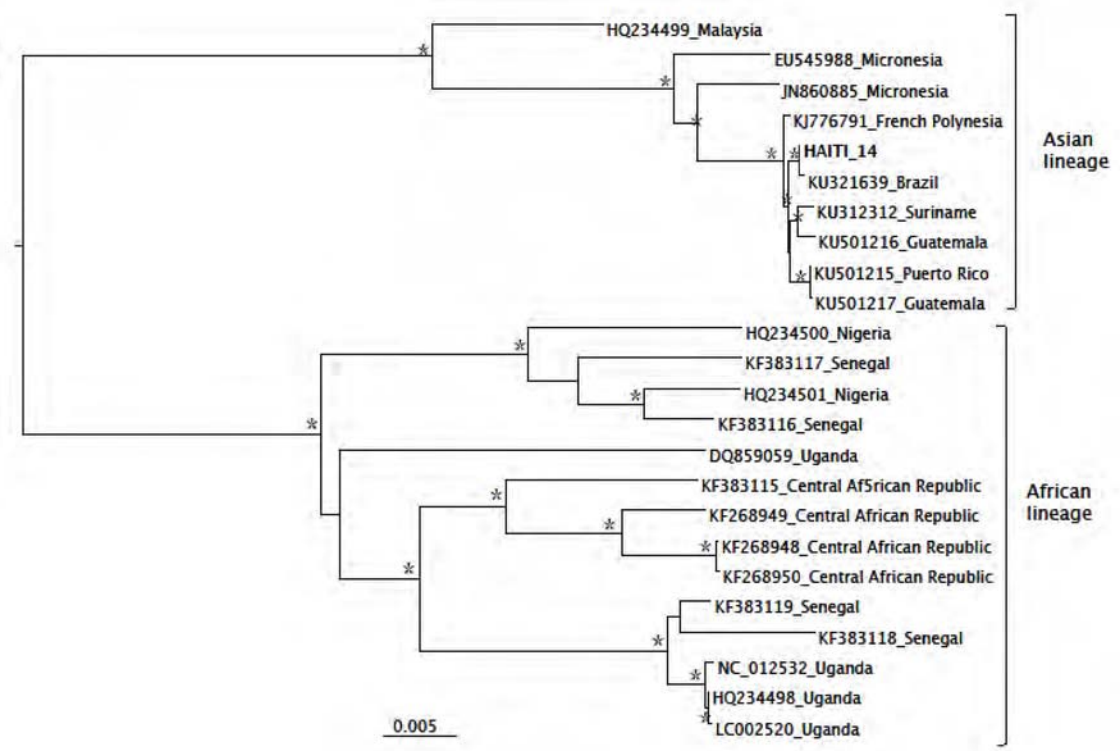 HQ234499_Malaysia
EU545988_Micronesia
JN860885_Micronesia
KJ776791_French Polynesia
HAITI_14
KU321639_Brazil
KU312312_Suriname
KU501216_Guatemala
KU501215_Puerto Rico
KU501217_Guatemala
Asian
lineage
HQ234500_Nigeria
KF383117_Senegal
HQ234501_Nigeria
KF383116_Senegal
DQ859059_Uganda
KF383115_Central Af5rican Republic
KF268949_Central African Republic
KF268948_Central African Republic
KF268950_Central African Republic
KF383119_Senegal
KF383118_Senegal
NC_012532_Uganda
HQ234498_Uganda
LC002520_Uganda
African
lineage
0.005